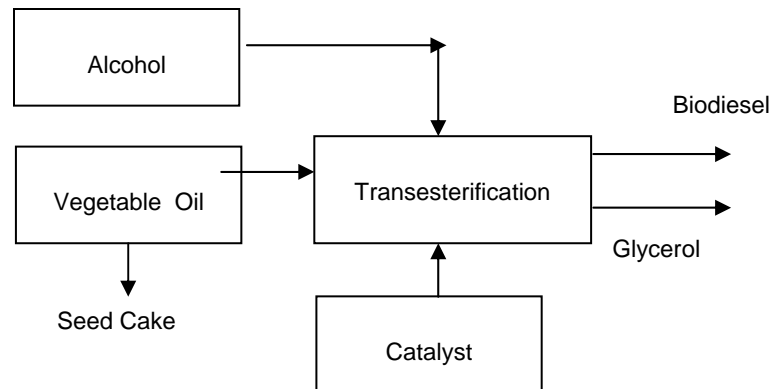 Alcohol
Biodiesel
Vegetable Oil
Transesterification
Glycerol
Seed Cake
Catalyst